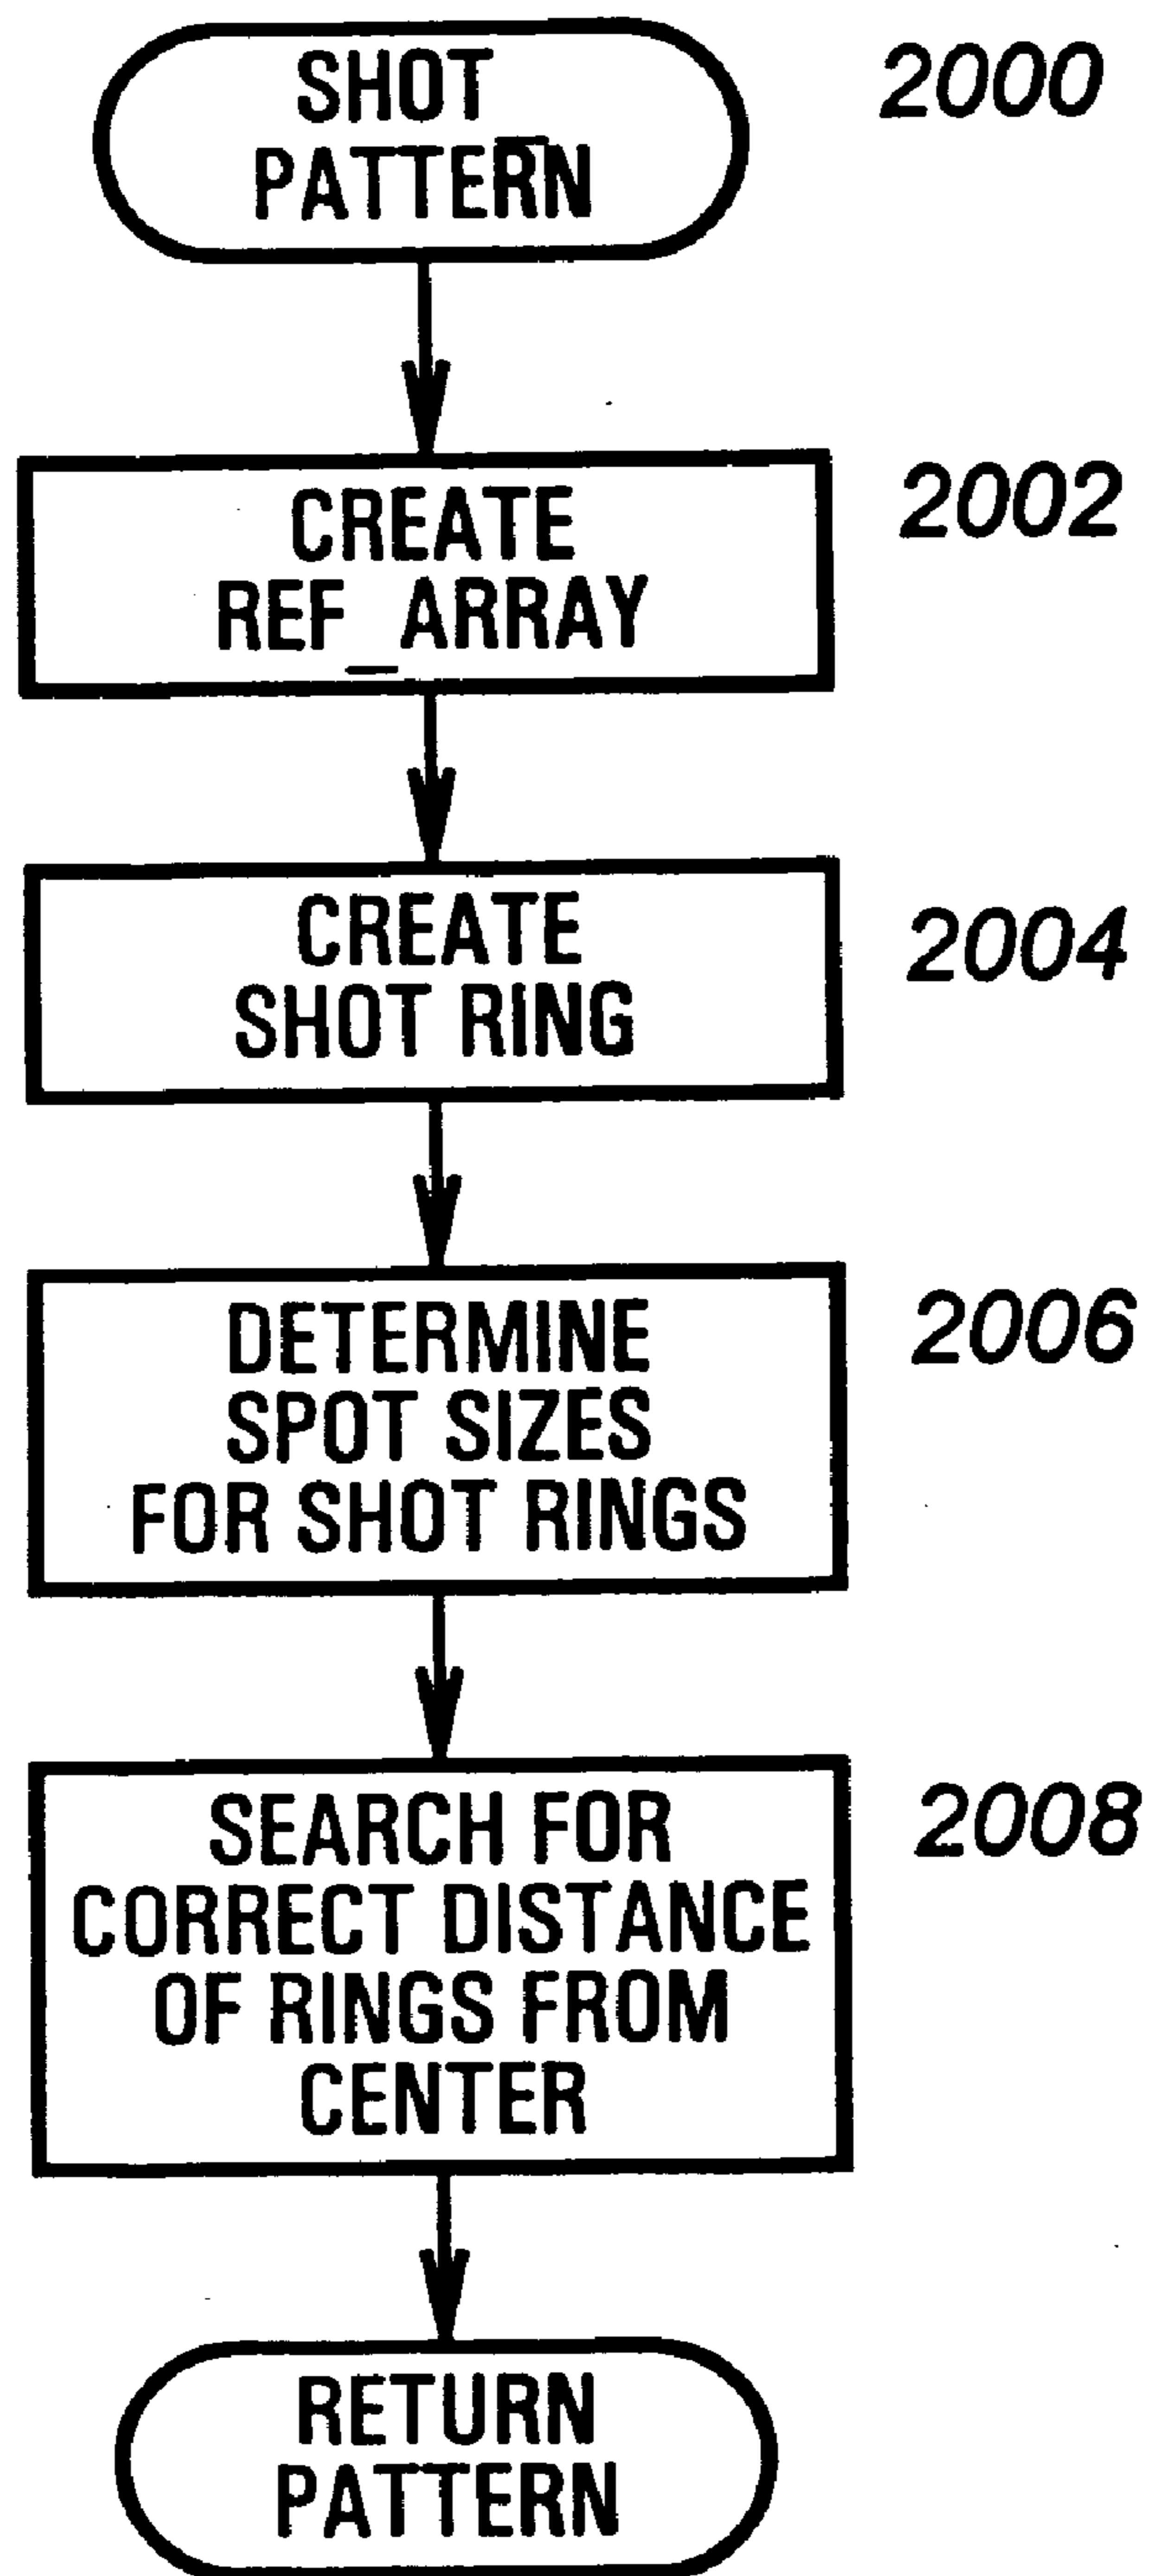 SHOT_
PATTERN
2000
CREATE
REF_ARRAY
2002
CREATE
SHOT RING
2004
DETERMINE
SPOT SIZES
FOR SHOT RINGS
2006
SEARCH FOR
CORRECT DISTANCE
OF RINGS FROM
CENTER
2008
RETURN
PATTERN